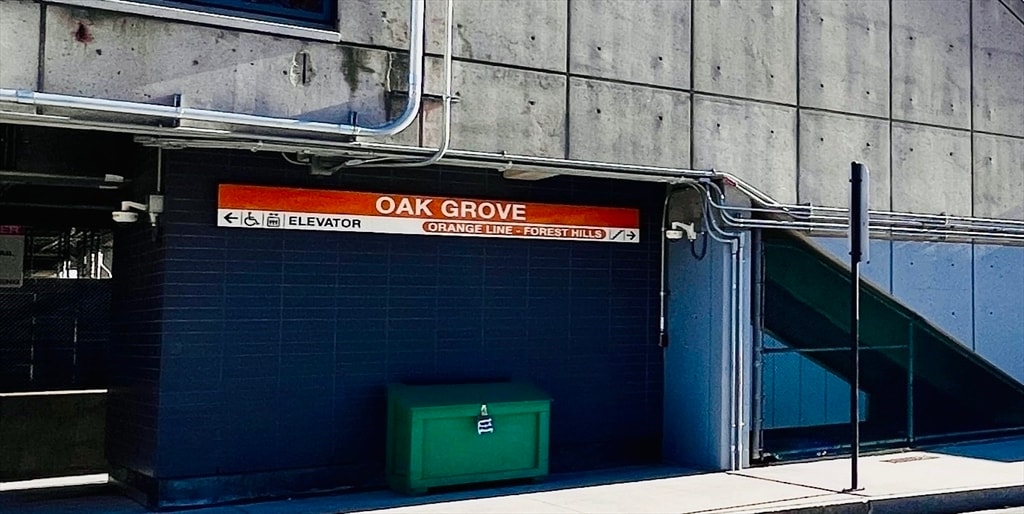 OAK GROVE
ELEVATOR
ORANGE LINE - FOREST HILLS